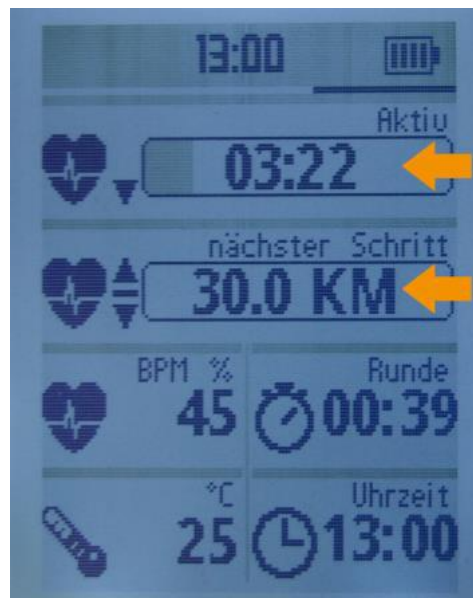 13:00
Aktiv
03:22
nächster Schritt
30.0 KM
BPM % Runde
45 00:39
°C Uhrzeit
25 13:00